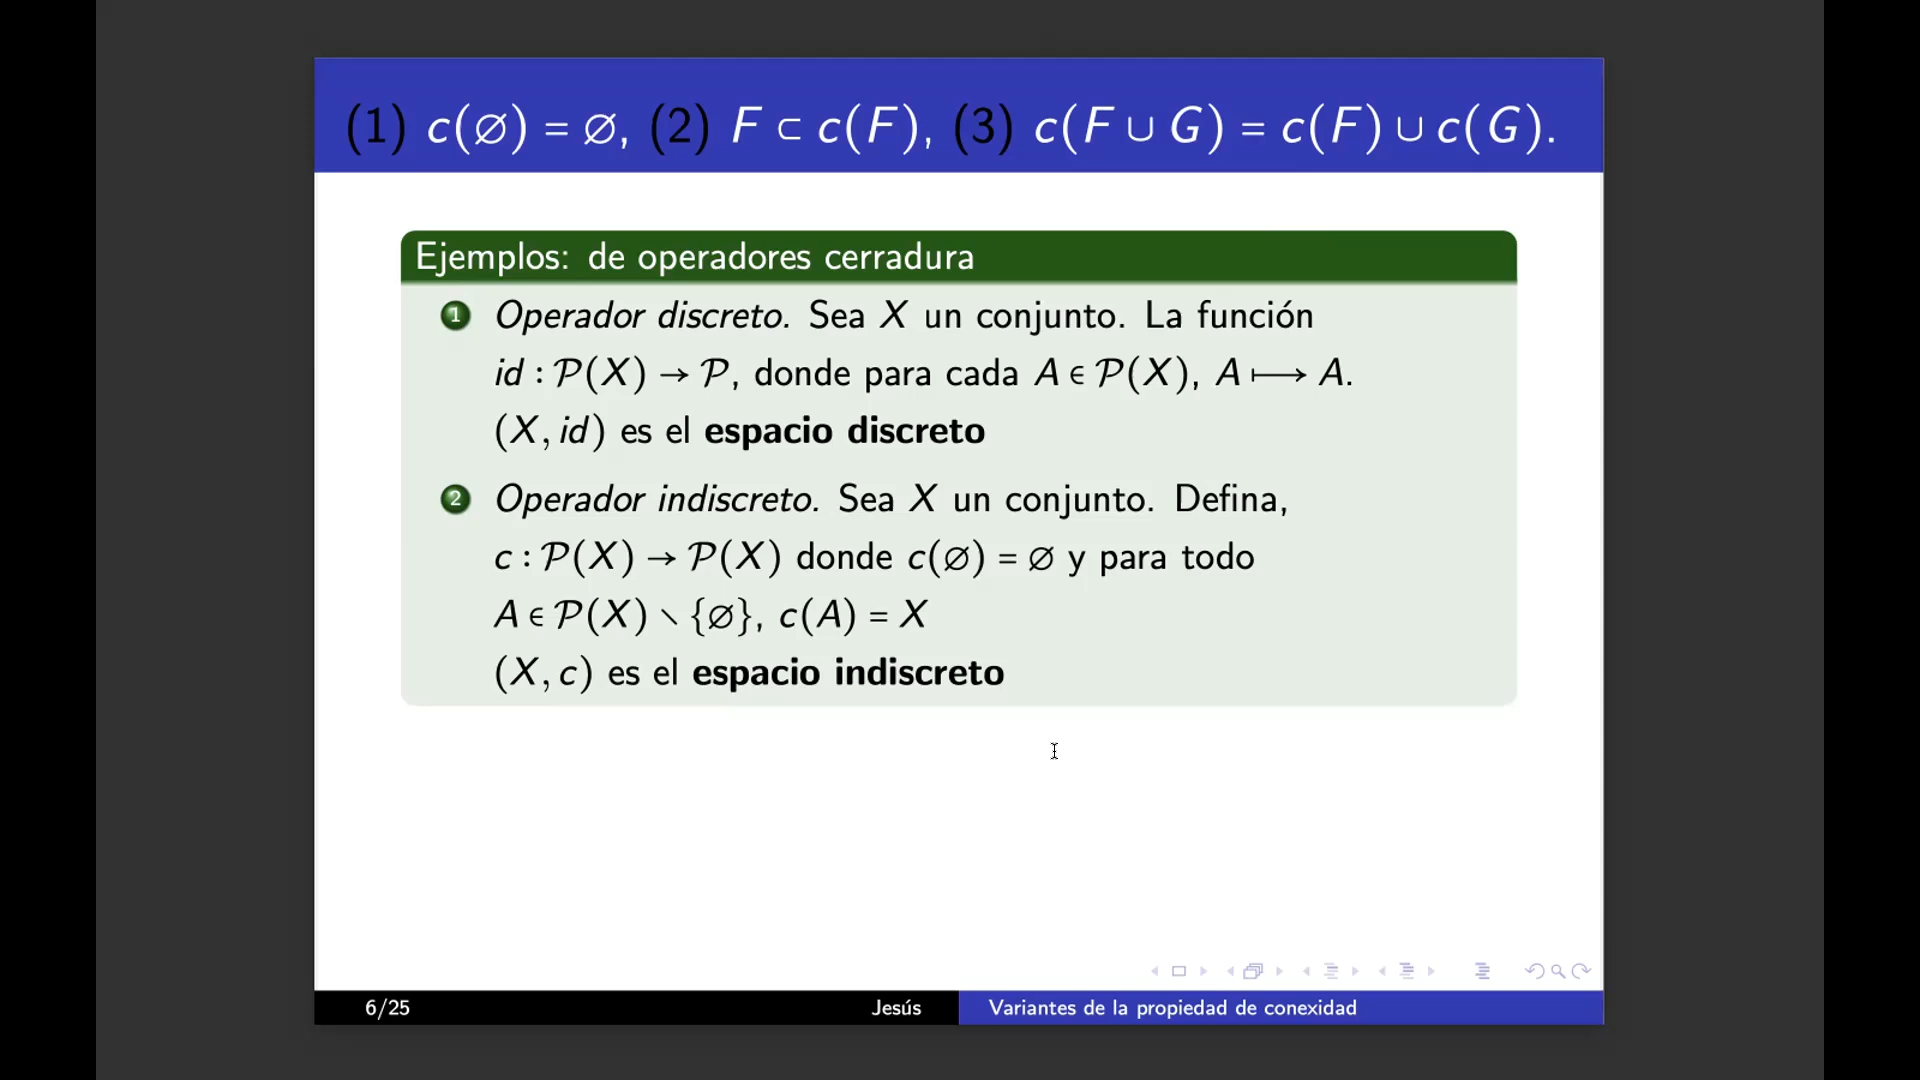 (1) c(∅) = ∅, (2) F ⊂ c(F), (3) c(F ∪ G) = c(F) ∪ c(G).
Ejemplos: de operadores cerradura
1 Operador discreto. Sea X un conjunto. La función
id : 𝒫(X) → 𝒫, donde para cada A ∈ 𝒫(X), A ⟼ A.
(X, id) es el espacio discreto
2 Operador indiscreto. Sea X un conjunto. Defina,
c : 𝒫(X) → 𝒫(X) donde c(∅) = ∅ y para todo
A ∈ 𝒫(X) ∖ {∅}, c(A) = X
(X, c) es el espacio indiscreto
6/25 Jesús Variantes de la propiedad de conexidad